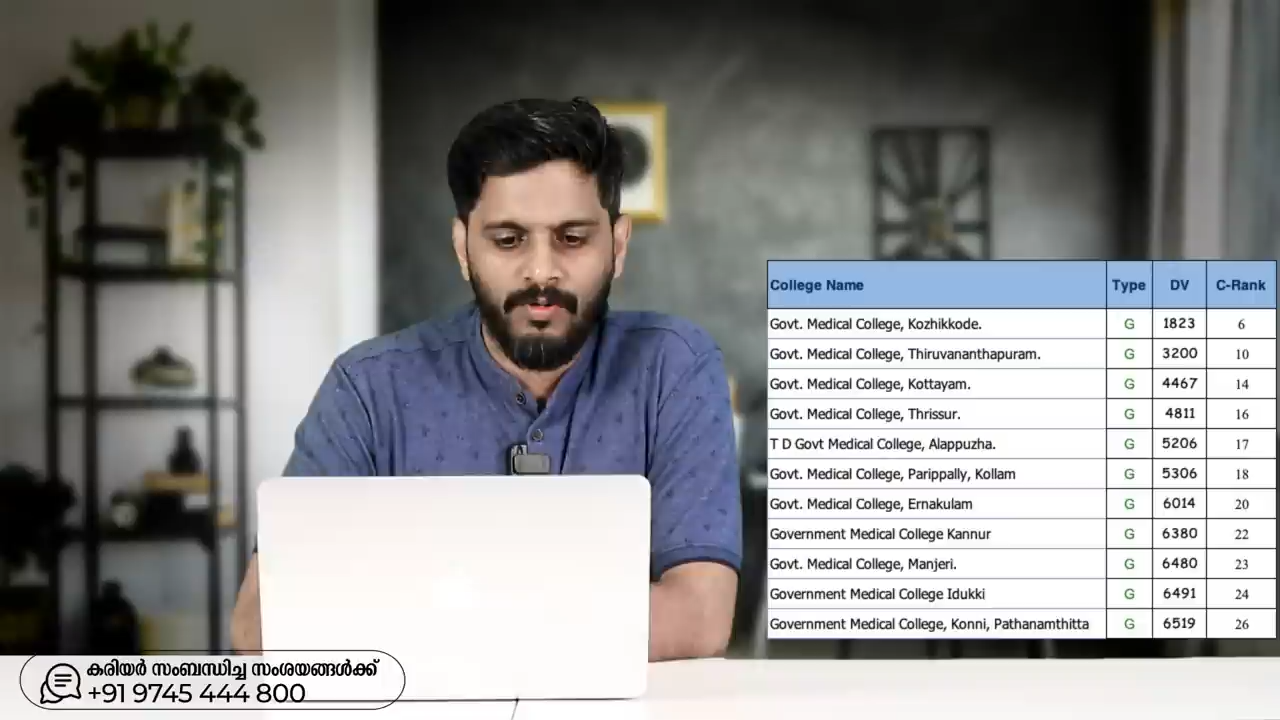 College Name Type DV C-Rank
Govt. Medical College, Kozhikkode. G 1823 6
Govt. Medical College, Thiruvananthapuram. G 3200 10
Govt. Medical College, Kottayam. G 4467 14
Govt. Medical College, Thrissur. G 4811 16
T D Govt Medical College, Alappuzha. G 5206 17
Govt. Medical College, Parippally, Kollam G 5306 18
Govt. Medical College, Ernakulam G 6014 20
Government Medical College Kannur G 6380 22
Govt. Medical College, Manjeri. G 6480 23
Government Medical College Idukki G 6491 24
Government Medical College, Konni, Pathanamthitta G 6519 26
കരിയർ സംബന്ധിച്ച സംശയങ്ങൾക്ക്
+91 9745 444 800